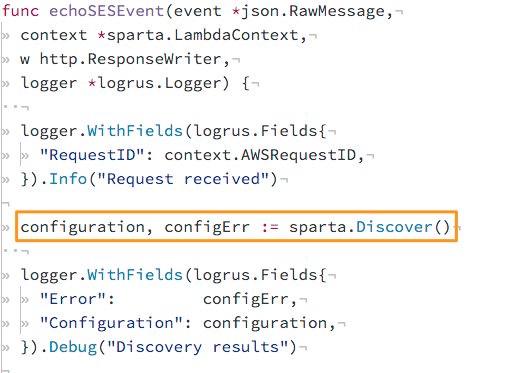 func echoSESEvent(event *json.RawMessage,¬
» context *sparta.LambdaContext,¬
» w http.ResponseWriter,¬
» logger *logrus.Logger) {¬
··¬
» logger.WithFields(logrus.Fields{¬
» » "RequestID": context.AWSRequestID,¬
» }).Info("Request received")¬
¬
» configuration, configErr := sparta.Discover()¬
··¬
» logger.WithFields(logrus.Fields{¬
» » "Error":         configErr,¬
» » "Configuration": configuration,¬
» }).Debug("Discovery results")¬